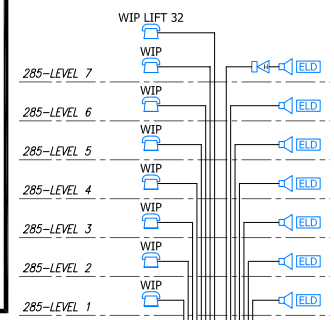 WIP LIFT 32
WIP
285-LEVEL 7
ELD
WIP
285-LEVEL 6
ELD
WIP
285-LEVEL 5
ELD
WIP
285-LEVEL 4
ELD
WIP
285-LEVEL 3
ELD
WIP
285-LEVEL 2
ELD
WIP
285-LEVEL 1
ELD